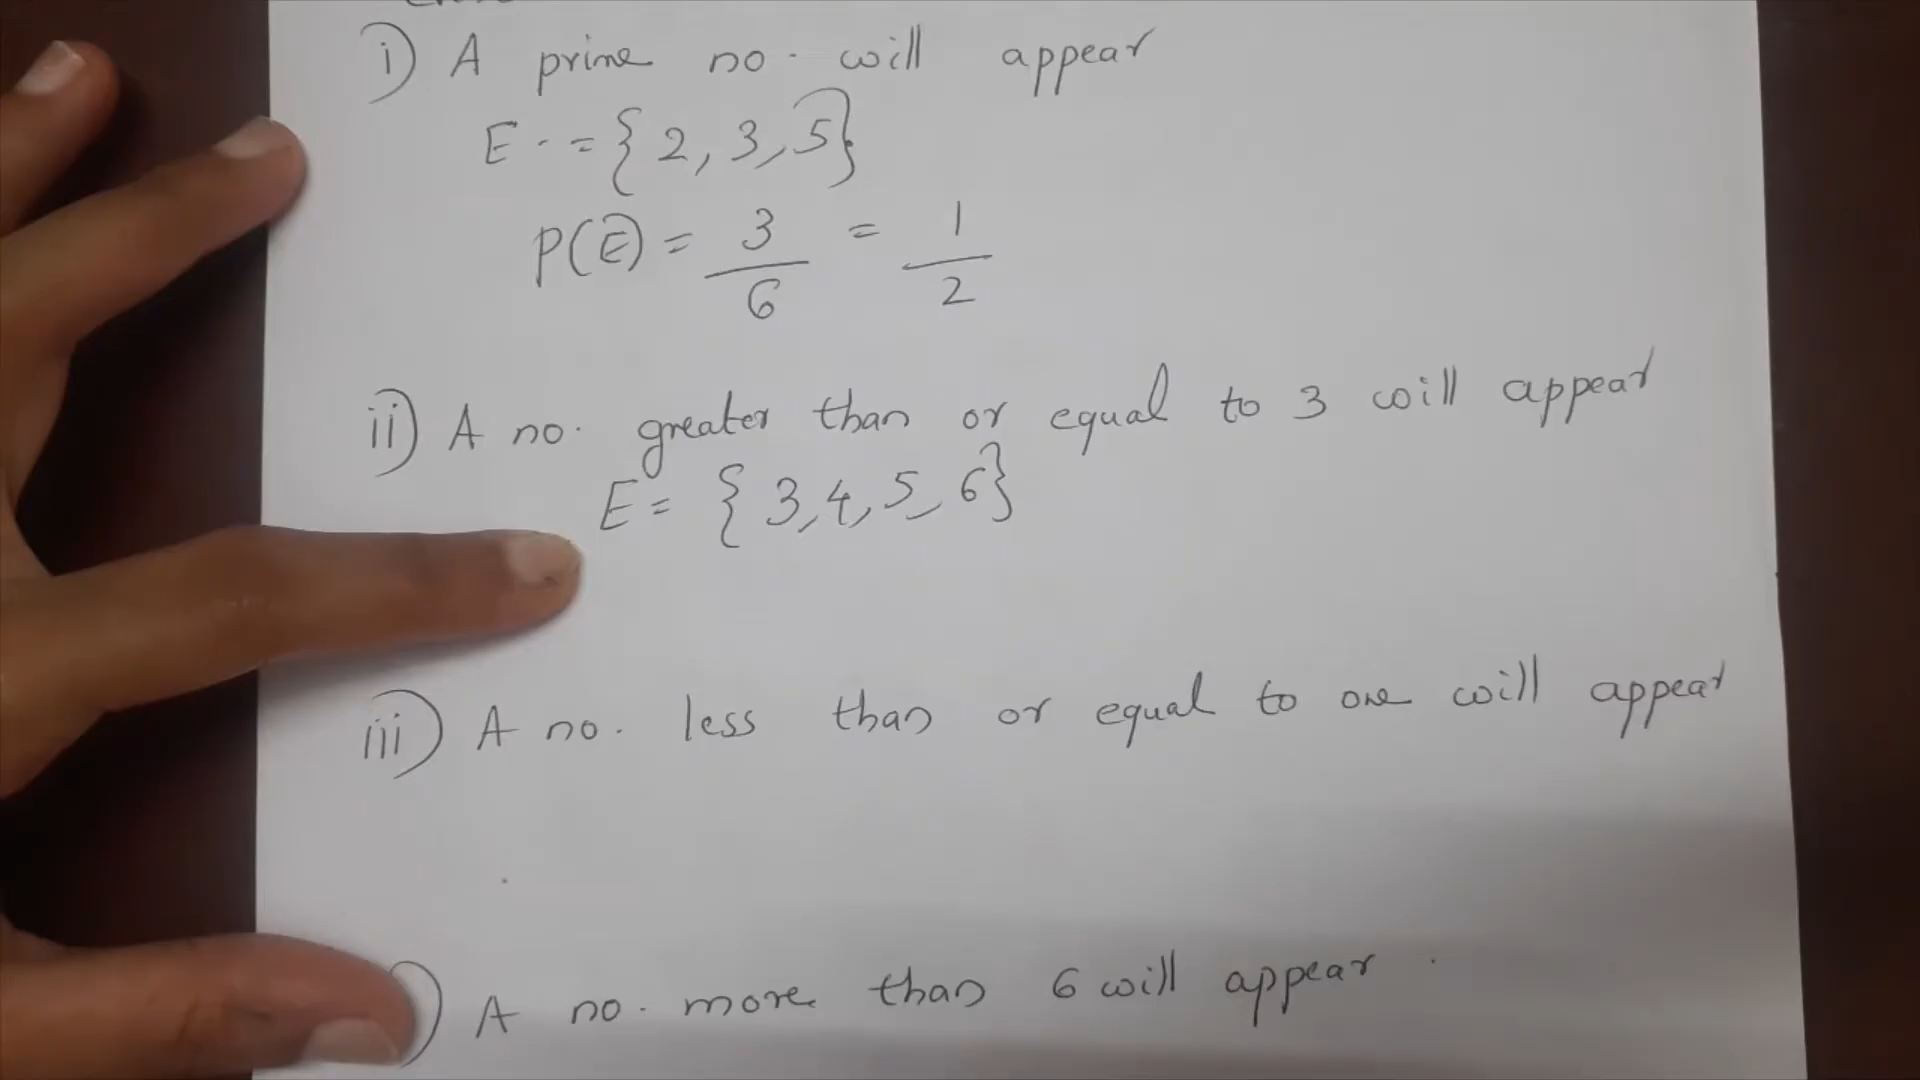 i) A prime no. will appear
E = {2, 3, 5}
P(E) = 3/6 = 1/2
ii) A no. greater than or equal to 3 will appear
E = {3, 4, 5, 6}
iii) A no. less than or equal to one will appear
) A no. more than 6 will appear.